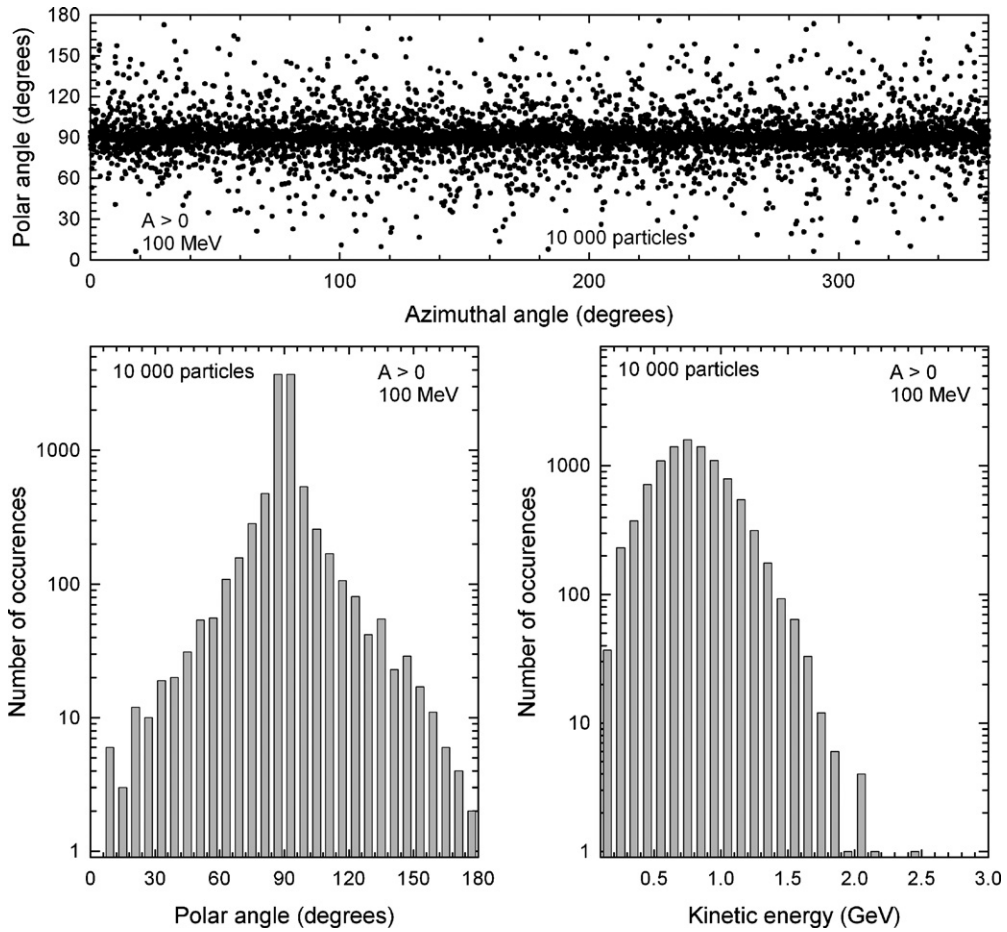 180
150
120
90
60
30
0
Polar angle (degrees)
A > 0
100 MeV
10 000 particles
0 100 200 300
Azimuthal angle (degrees)
10 000 particles
A > 0
100 MeV
1000
100
10
1
Number of occurences
0 30 60 90 120 150 180
Polar angle (degrees)
10 000 particles
A > 0
100 MeV
1000
100
10
1
Number of occurences
0.5 1.0 1.5 2.0 2.5 3.0
Kinetic energy (GeV)